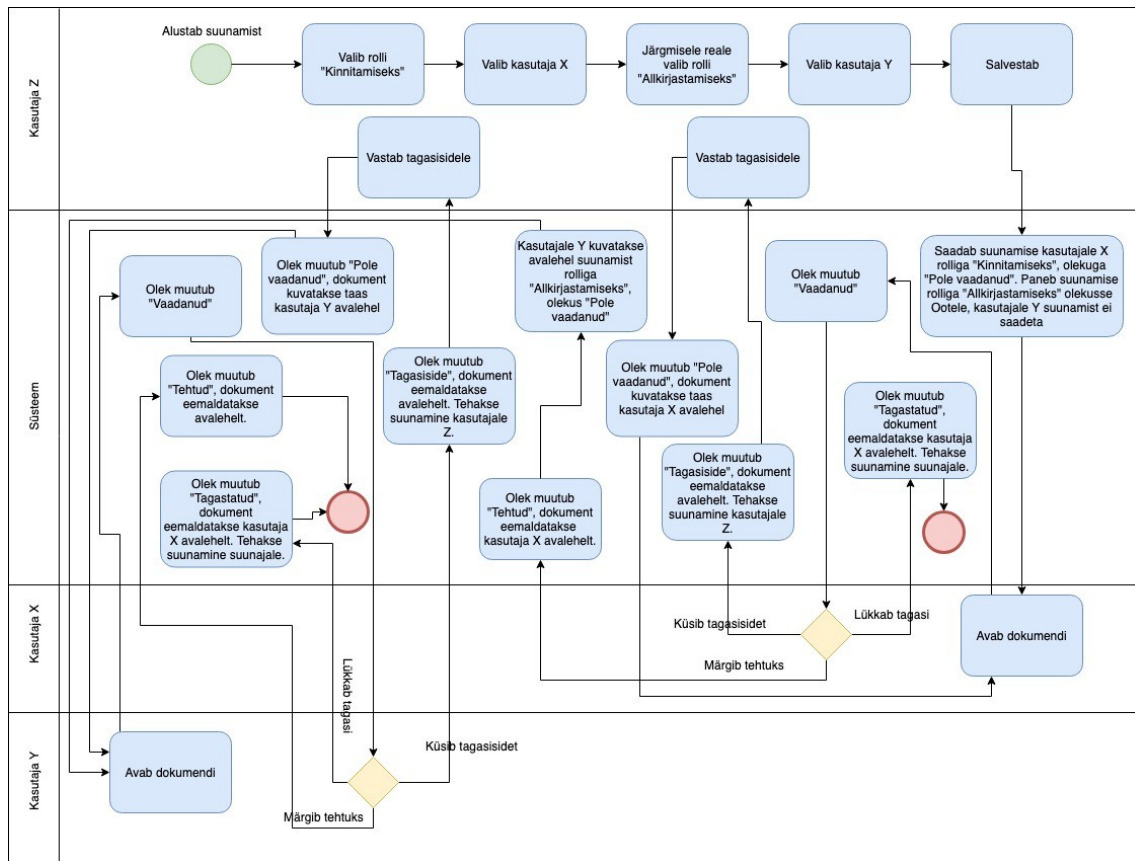 Kasutaja Z
Alustab suunamist
Valib rolli
"Kinnitamiseks"
Valib kasutaja X
Järgmisele reale
valib rolli
"Allkirjastamiseks"
Valib kasutaja Y
Salvestab
Vastab tagasisidele
Vastab tagasisidele
Süsteem
Olek muutub
"Vaadanud"
Olek muutub "Pole
vaadanud", dokument
kuvatakse taas
kasutaja Y avalehel
Kasutajale Y kuvatakse
avalehel suunamist
rolliga
"Allkirjastamiseks",
olekus "Pole
vaadanud"
Olek muutub
"Vaadanud"
Saadab suunamise kasutajale X
rolliga "Kinnitamiseks", olekuga
"Pole vaadanud". Paneb suunamise
rolliga "Allkirjastamiseks" olekusse
Ootele, kasutajale Y suunamist ei
saadeta
Olek muutub
"Tehtud", dokument
eemaldatakse
avalehelt.
Olek muutub
"Tagasiside", dokument
eemaldatakse
avalehelt. Tehakse
suunamine kasutajale
Z.
Olek muutub "Pole
vaadanud", dokument
kuvatakse taas
kasutaja X avalehel
Olek muutub
"Tagastatud",
dokument
eemaldatakse kasutaja
X avalehelt. Tehakse
suunamine suunajale.
Olek muutub
"Tagastatud",
dokument
eemaldatakse kasutaja
X avalehelt. Tehakse
suunamine suunajale.
Olek muutub
"Tehtud", dokument
eemaldatakse
kasutaja X avalehelt.
Olek muutub
"Tagasiside", dokument
eemaldatakse
avalehelt. Tehakse
suunamine kasutajale
Z.
Kasutaja X
Küsib tagasisidet
Lükkab tagasi
Märgib tehtuks
Avab dokumendi
Lükkab tagasi
Kasutaja Y
Avab dokumendi
Küsib tagasisidet
Märgib tehtuks